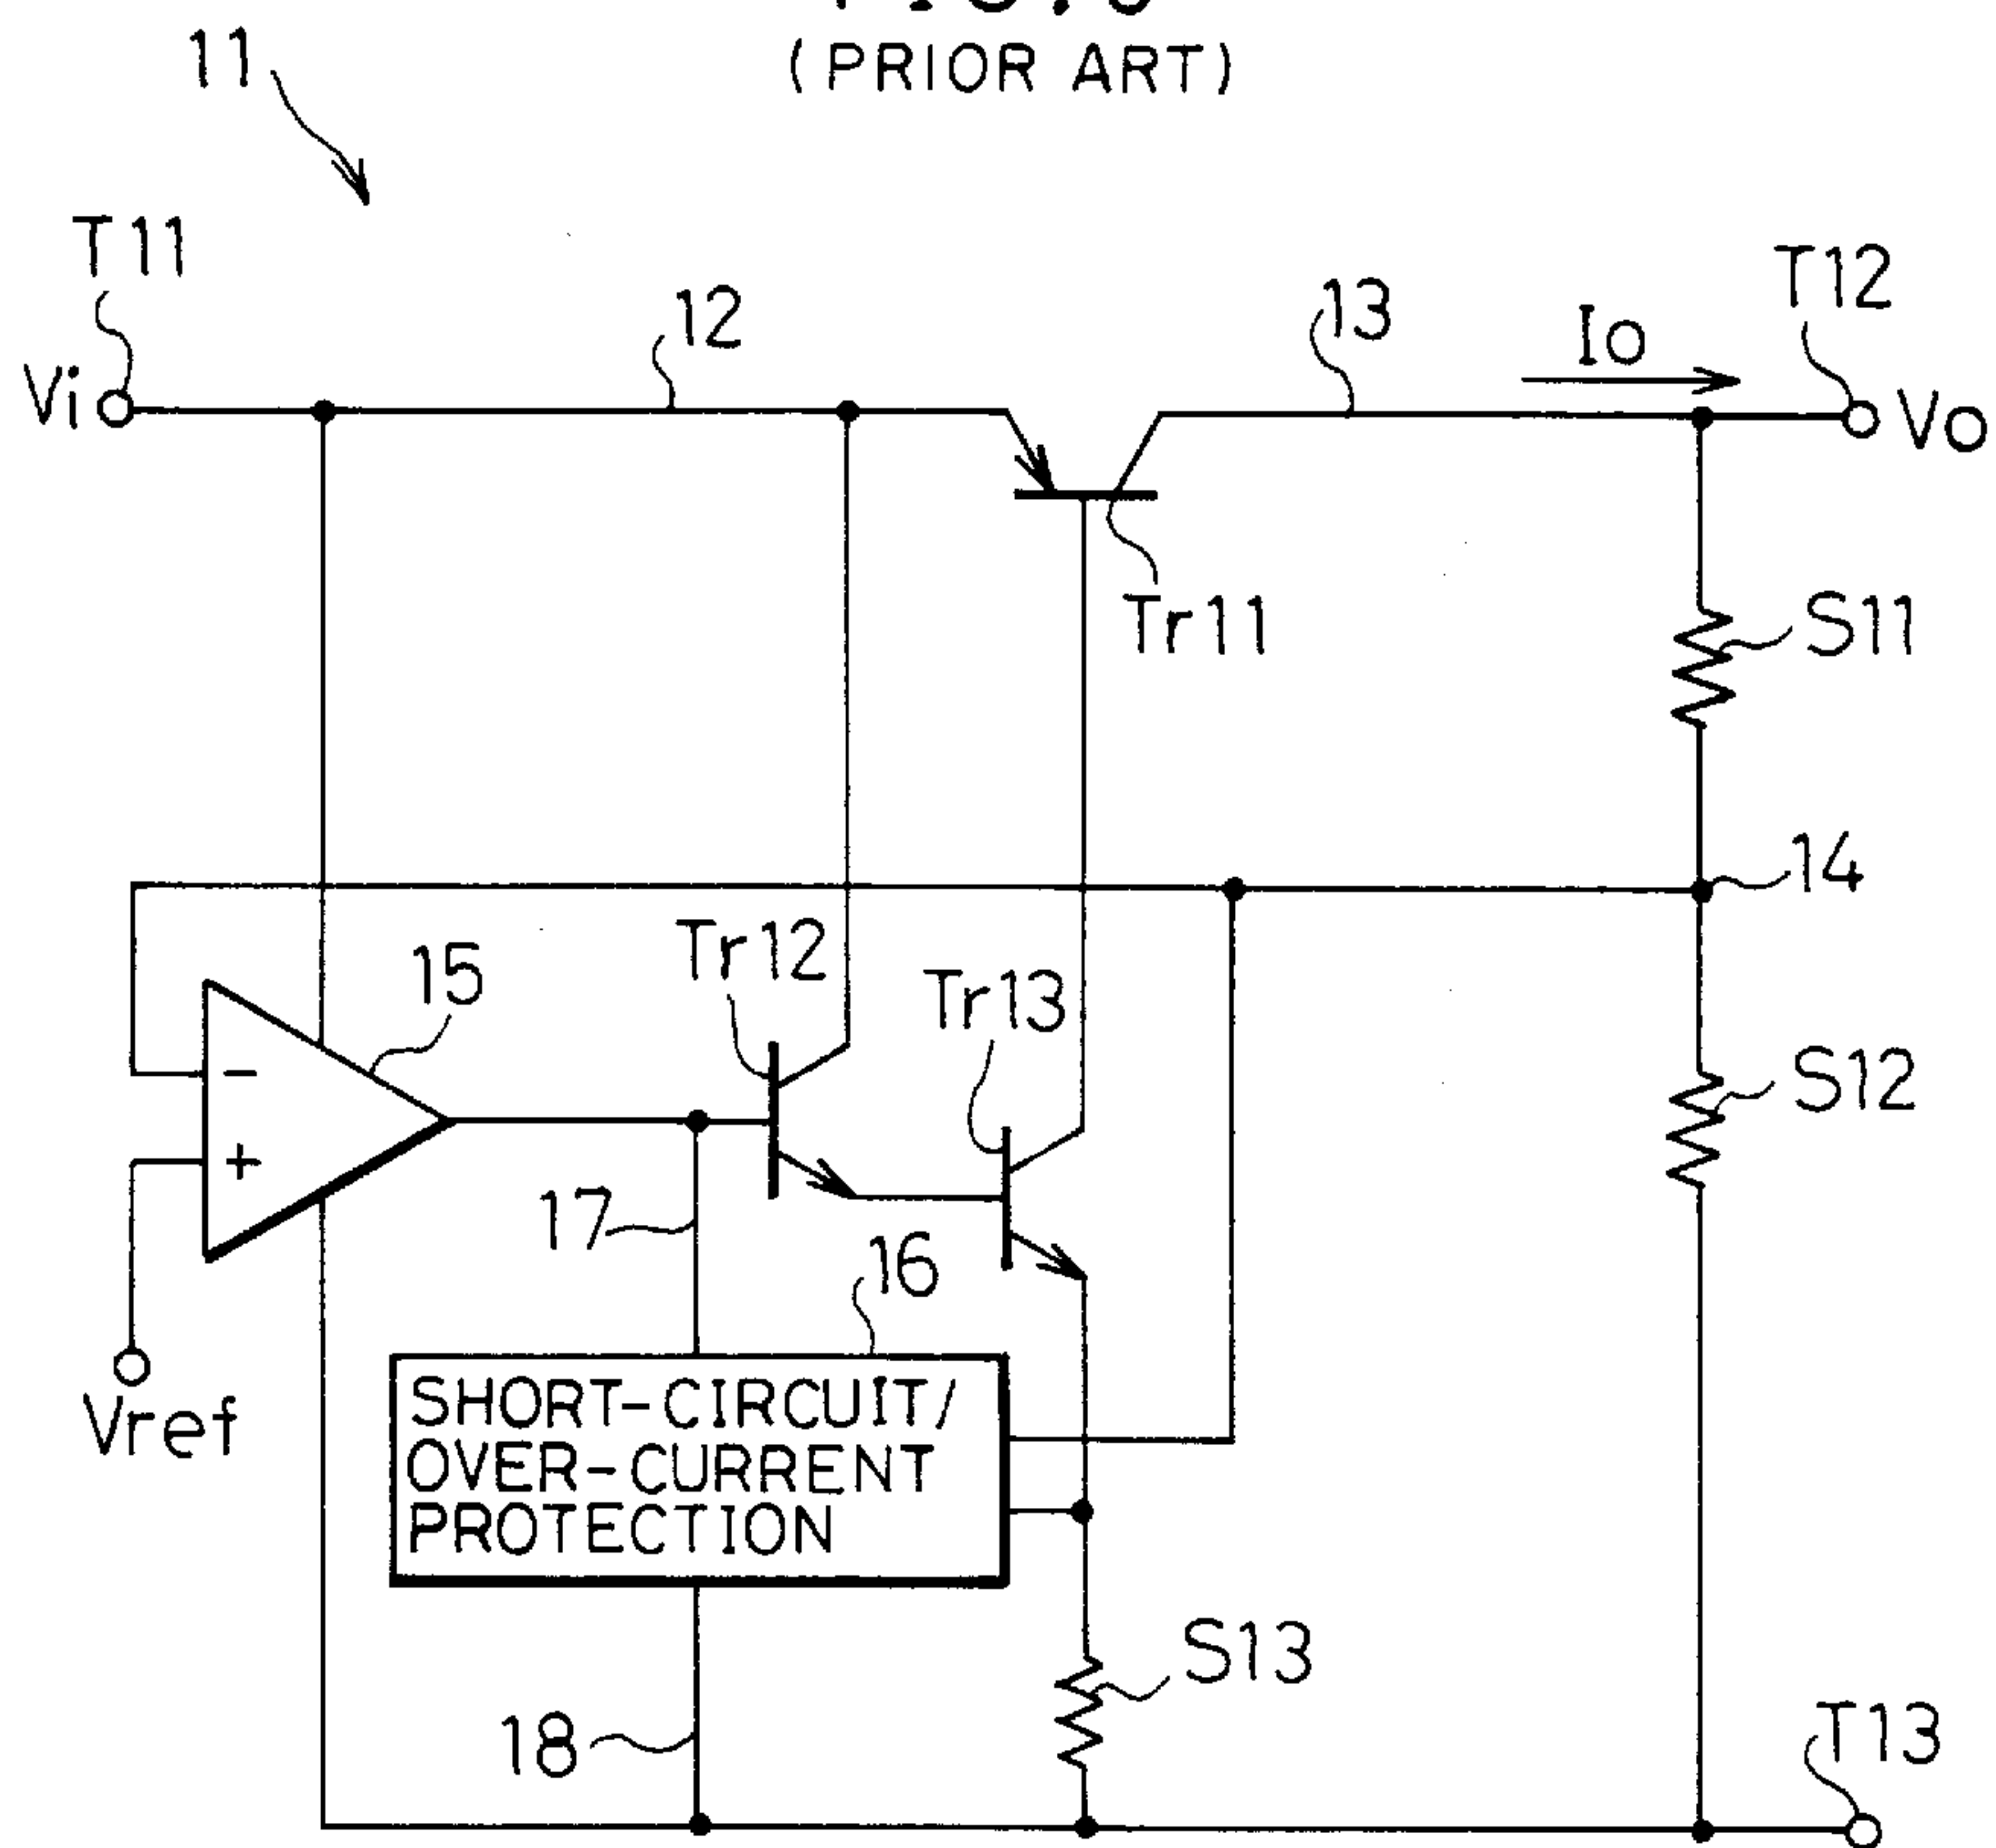 (PRIOR ART)
11
T11
12
13
Io
T12
Vi
Vo
Tr11
S11
14
15
Tr12
Tr13
−
+
S12
17
16
Vref
SHORT-CIRCUIT/
OVER-CURRENT
PROTECTION
S13
18
T13